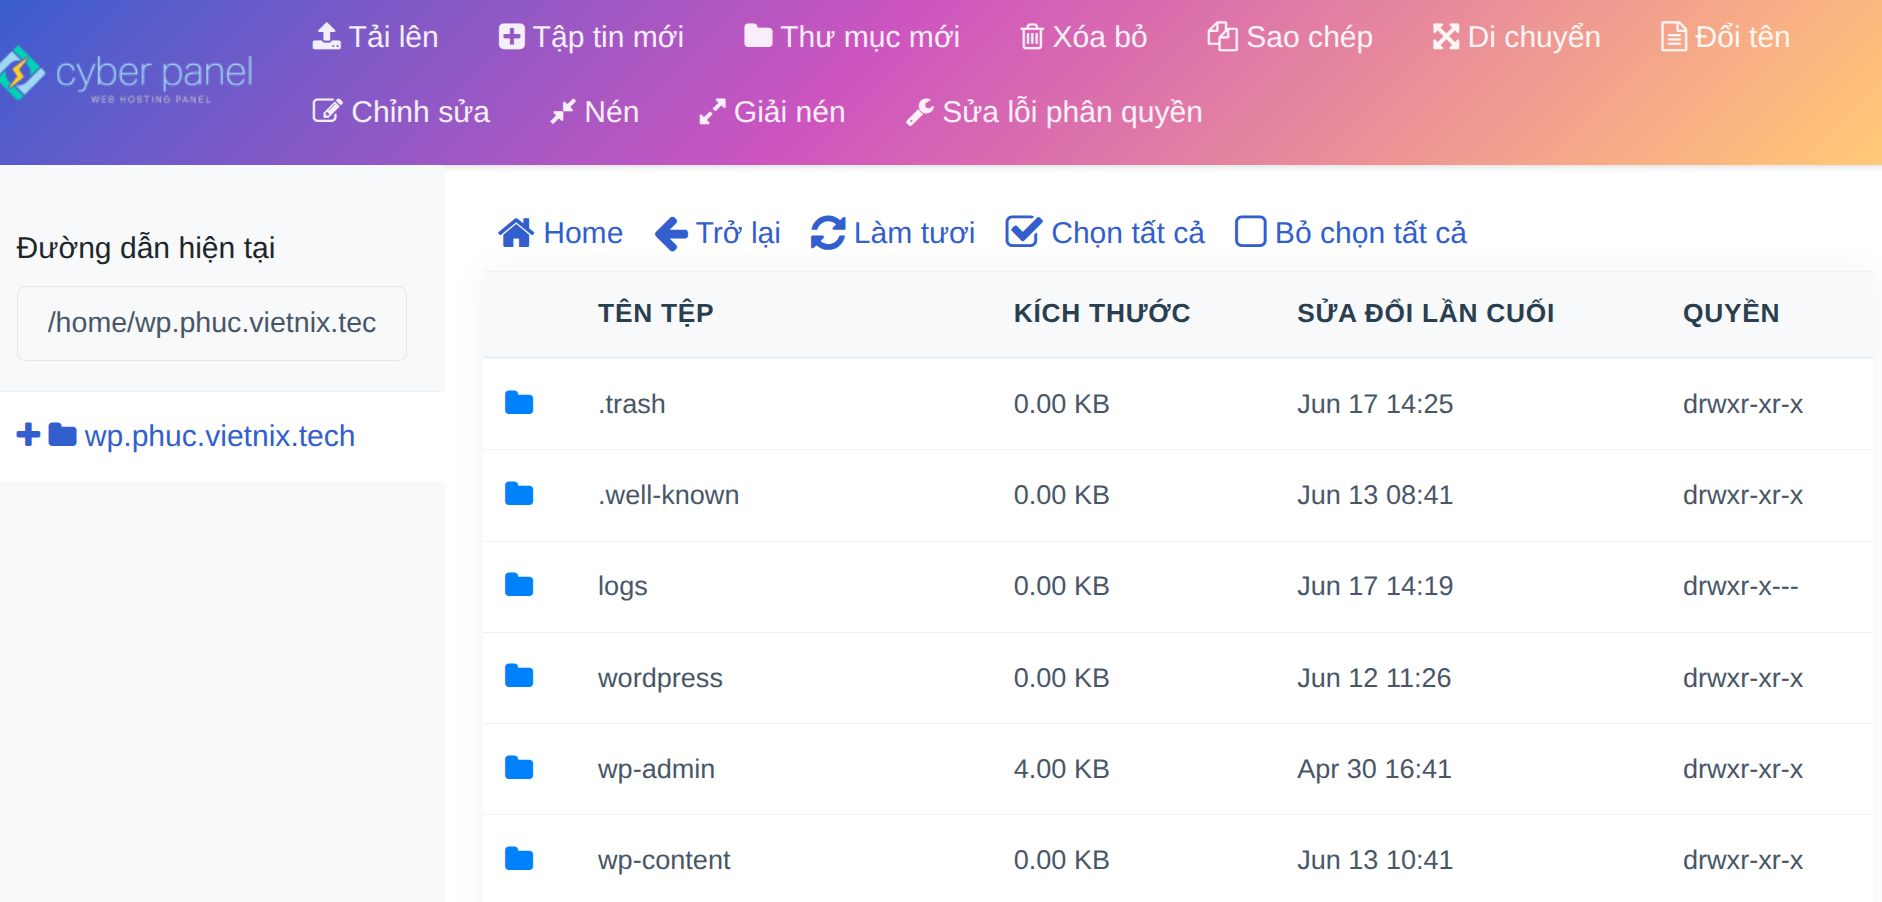 Tải lên Tập tin mới Thư mục mới Xóa bỏ Sao chép Di chuyển Đổi tên
cyber panel
WEB HOSTING PANEL
Chỉnh sửa Nén Giải nén Sửa lỗi phân quyền
Đường dẫn hiện tại
/home/wp.phuc.vietnix.tec
wp.phuc.vietnix.tech
Home Trở lại Làm tươi Chọn tất cả Bỏ chọn tất cả
TÊN TỆP KÍCH THƯỚC SỬA ĐỔI LẦN CUỐI QUYỀN
.trash 0.00 KB Jun 17 14:25 drwxr-xr-x
.well-known 0.00 KB Jun 13 08:41 drwxr-xr-x
logs 0.00 KB Jun 17 14:19 drwxr-x---
wordpress 0.00 KB Jun 12 11:26 drwxr-xr-x
wp-admin 4.00 KB Apr 30 16:41 drwxr-xr-x
wp-content 0.00 KB Jun 13 10:41 drwxr-xr-x